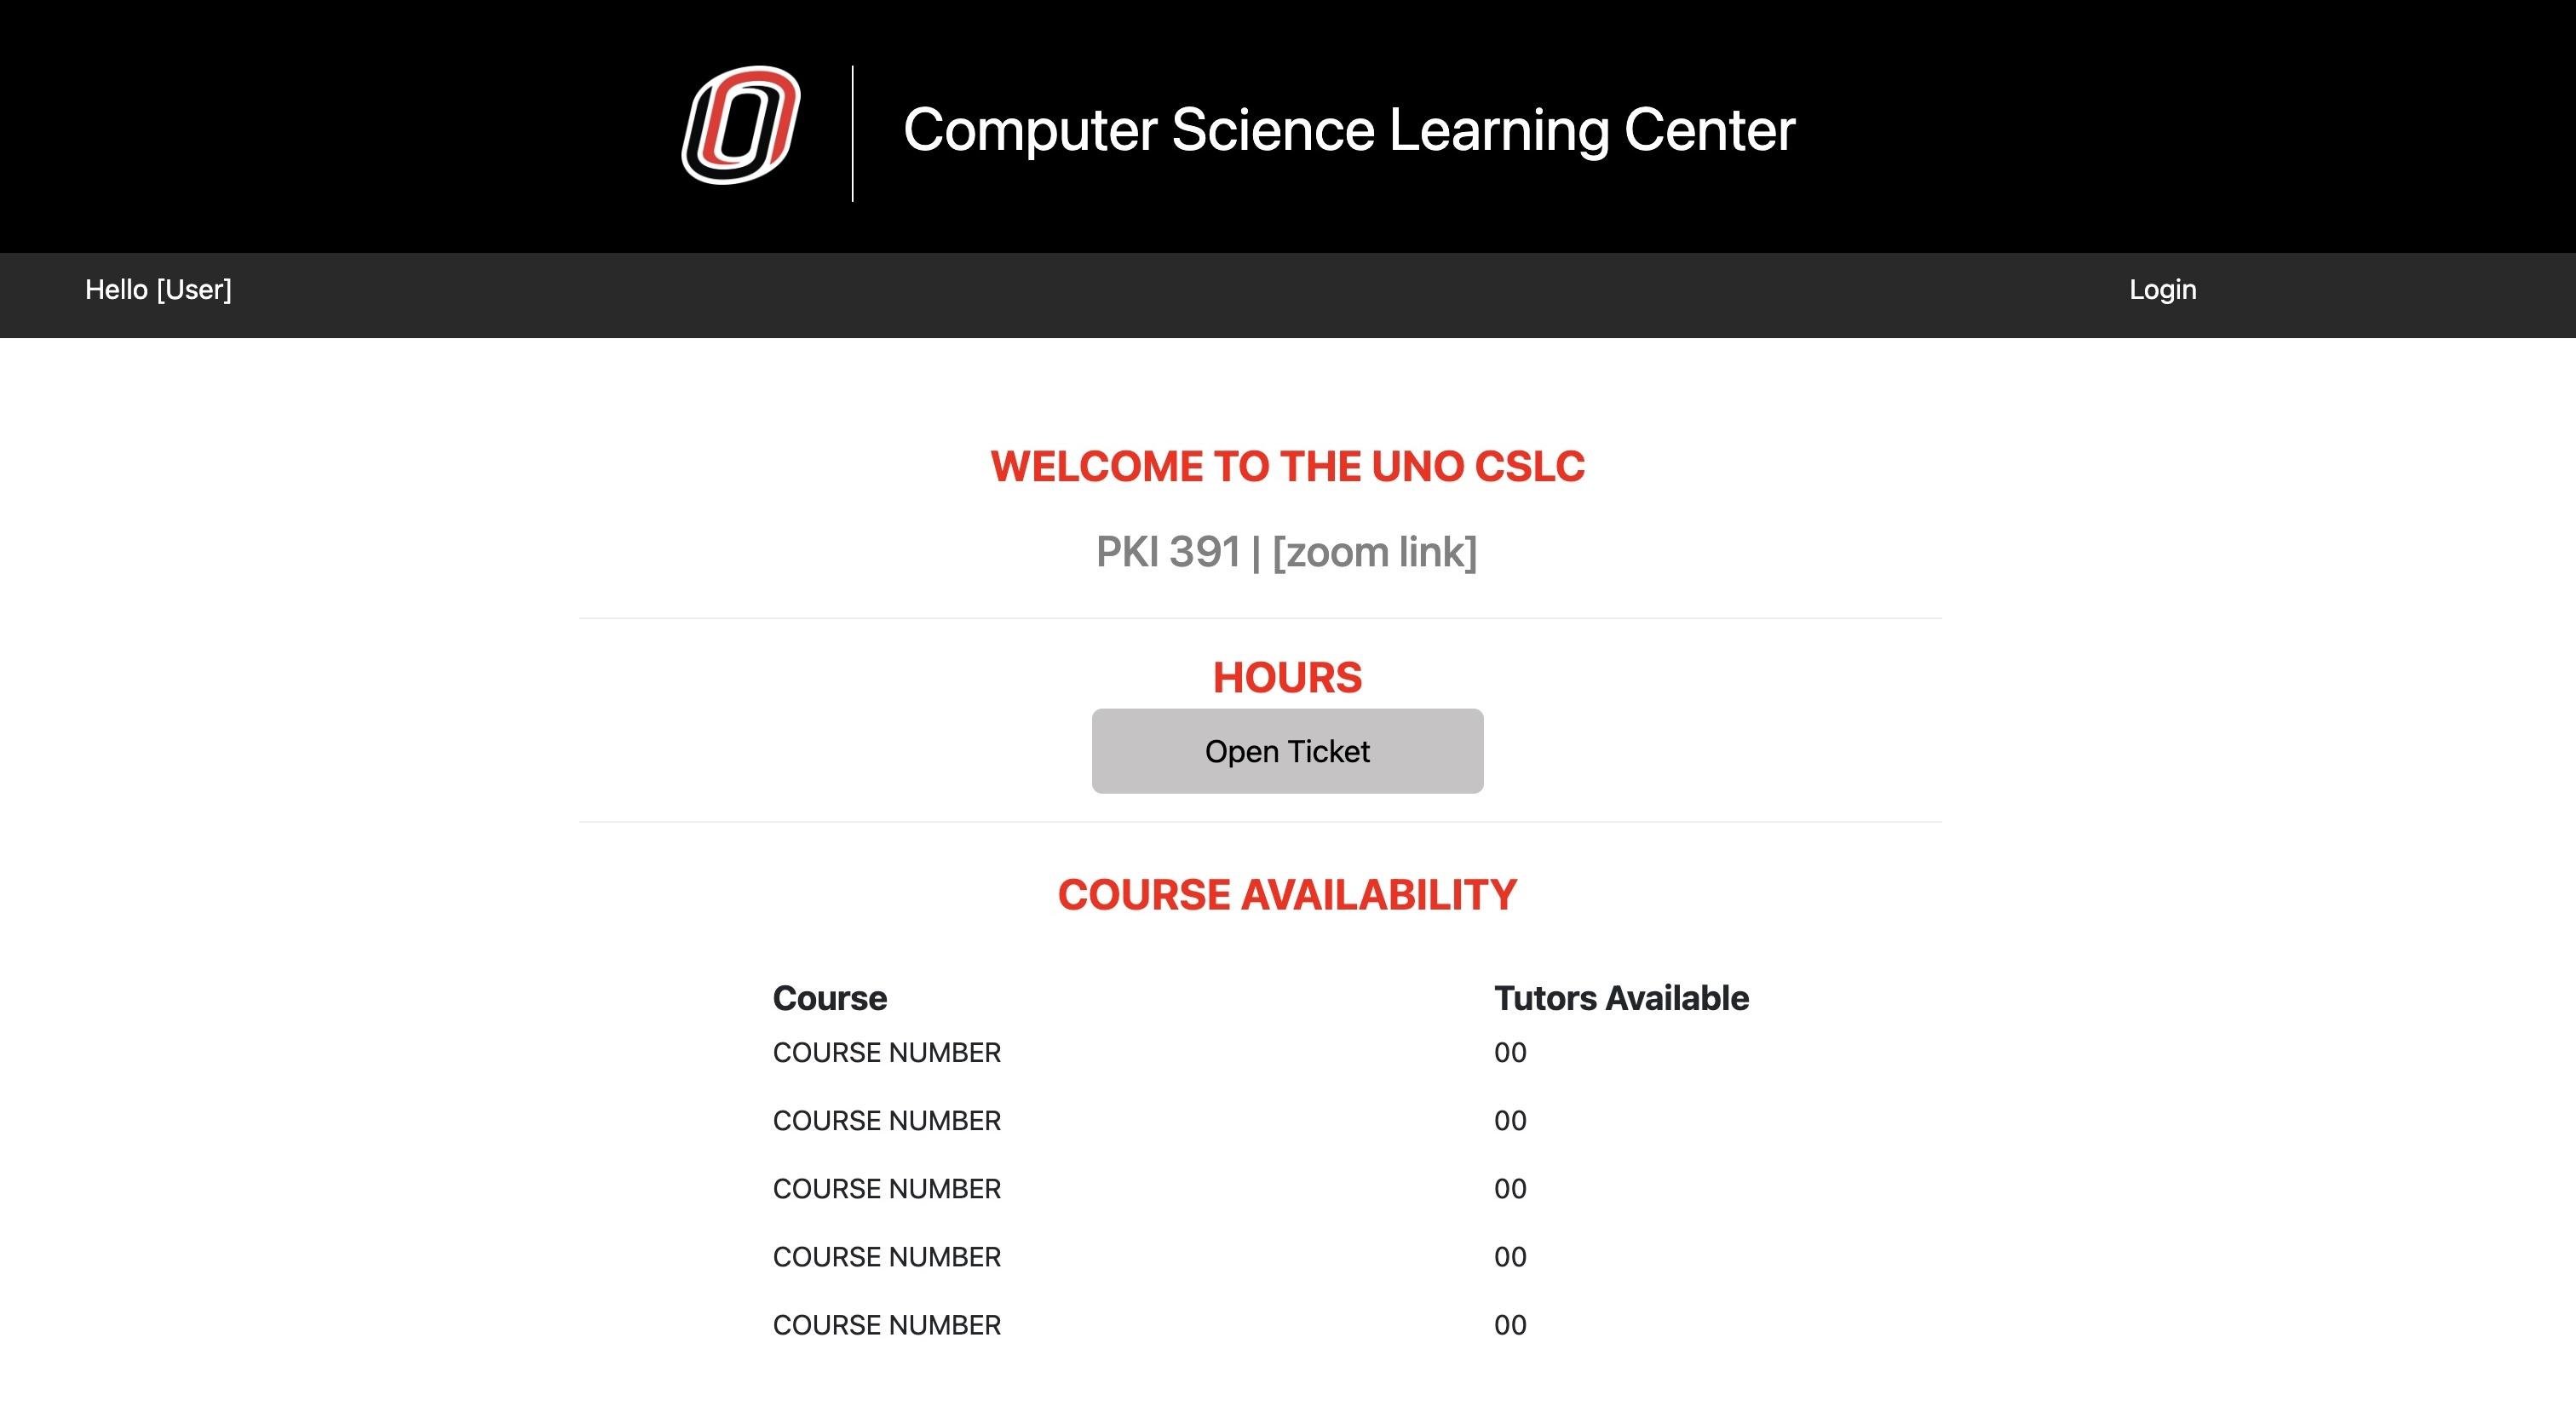 Computer Science Learning Center
Hello [User] Login
WELCOME TO THE UNO CSLC
PKI 391 | [zoom link]
HOURS
Open Ticket
COURSE AVAILABILITY
Course Tutors Available
COURSE NUMBER 00
COURSE NUMBER 00
COURSE NUMBER 00
COURSE NUMBER 00
COURSE NUMBER 00